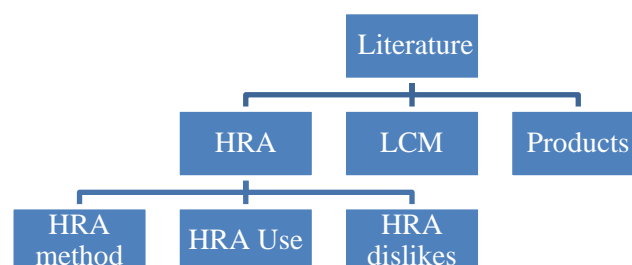 Literature
HRA
LCM
Products
HRA
method
HRA Use
HRA
dislikes